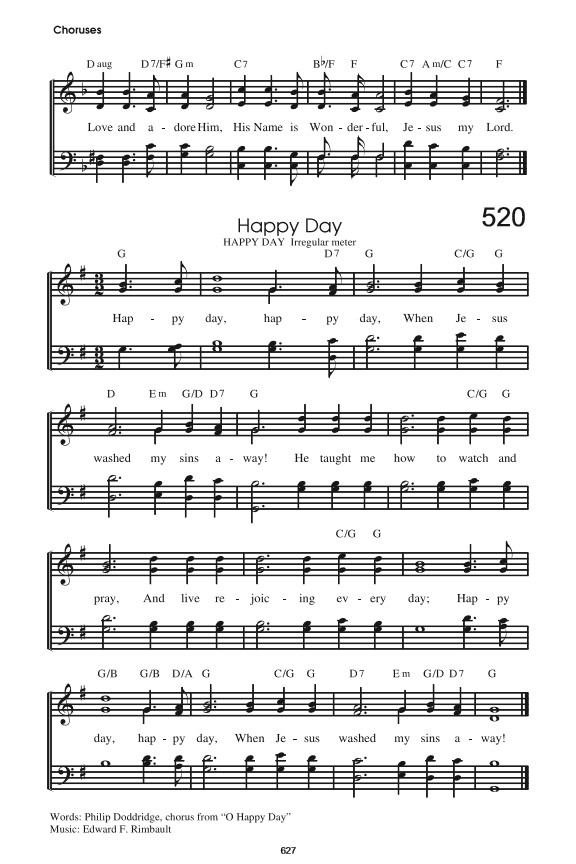 Choruses
D aug D7/F♯ G m C7 B♭/F F C7 A m/C C7 F
Love and a - dore Him, His Name is Won - der - ful, Je - sus my Lord.
520
Happy Day
HAPPY DAY Irregular meter
G D7 G C/G G
Hap - py day, hap - py day, When Je - sus
D E m G/D D7 G C/G G
washed my sins a - way! He taught me how to watch and
C/G G
pray, And live re - joic - ing ev - ery day; Hap - py
G/B G/B D/A G C/G G D7 E m G/D D7 G
day, hap - py day, When Je - sus washed my sins a - way!
Words: Philip Doddridge, chorus from “O Happy Day”
Music: Edward F. Rimbault
627